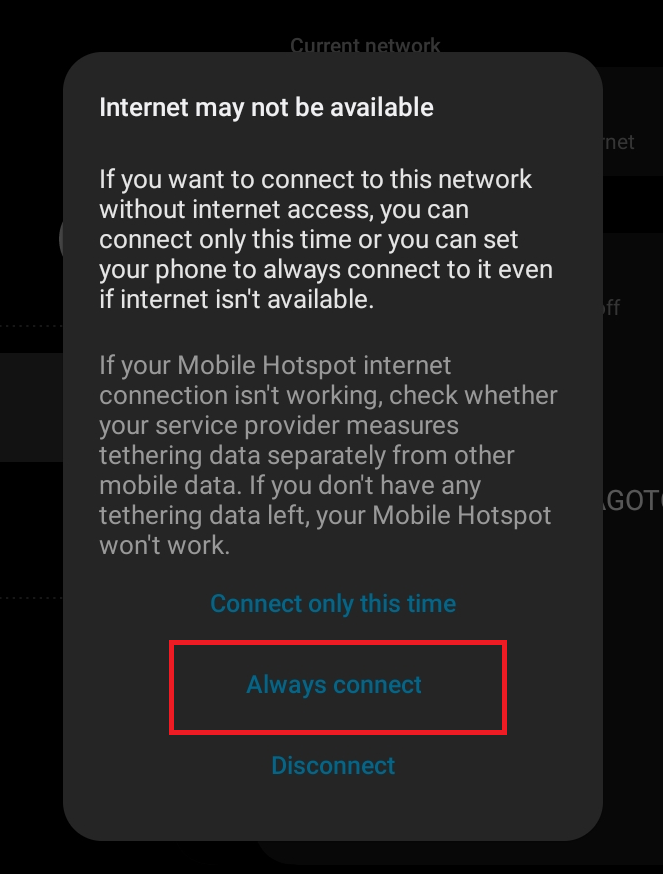 Current network
Internet may not be available
If you want to connect to this network
without internet access, you can
connect only this time or you can set
your phone to always connect to it even
if internet isn't available.
If your Mobile Hotspot internet
connection isn't working, check whether
your service provider measures
tethering data separately from other
mobile data. If you don't have any
tethering data left, your Mobile Hotspot
won't work.
Connect only this time
Always connect
Disconnect